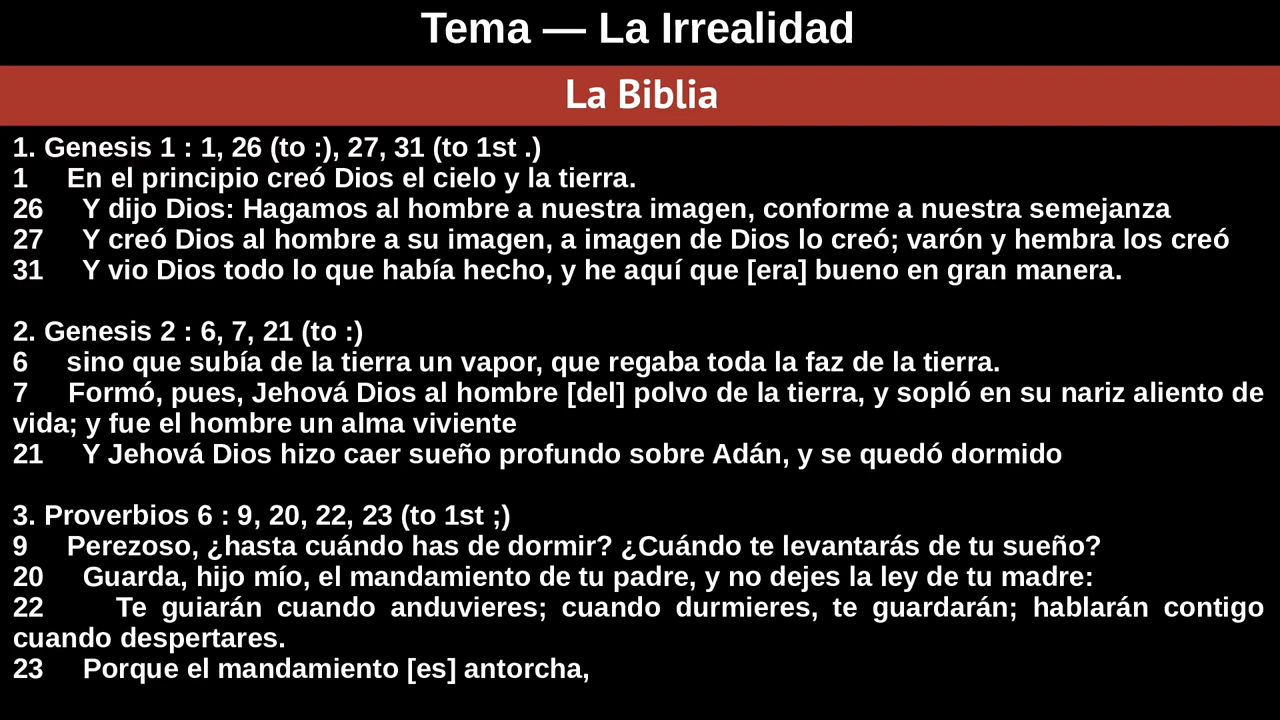 Tema — La Irrealidad
La Biblia
1. Genesis 1 : 1, 26 (to :), 27, 31 (to 1st .)
1 En el principio creó Dios el cielo y la tierra.
26 Y dijo Dios: Hagamos al hombre a nuestra imagen, conforme a nuestra semejanza
27 Y creó Dios al hombre a su imagen, a imagen de Dios lo creó; varón y hembra los creó
31 Y vio Dios todo lo que había hecho, y he aquí que [era] bueno en gran manera.
2. Genesis 2 : 6, 7, 21 (to :)
6 sino que subía de la tierra un vapor, que regaba toda la faz de la tierra.
7 Formó, pues, Jehová Dios al hombre [del] polvo de la tierra, y sopló en su nariz aliento de
vida; y fue el hombre un alma viviente
21 Y Jehová Dios hizo caer sueño profundo sobre Adán, y se quedó dormido
3. Proverbios 6 : 9, 20, 22, 23 (to 1st ;)
9 Perezoso, ¿hasta cuándo has de dormir? ¿Cuándo te levantarás de tu sueño?
20 Guarda, hijo mío, el mandamiento de tu padre, y no dejes la ley de tu madre:
22 Te guiarán cuando anduvieres; cuando durmieres, te guardarán; hablarán contigo
cuando despertares.
23 Porque el mandamiento [es] antorcha,